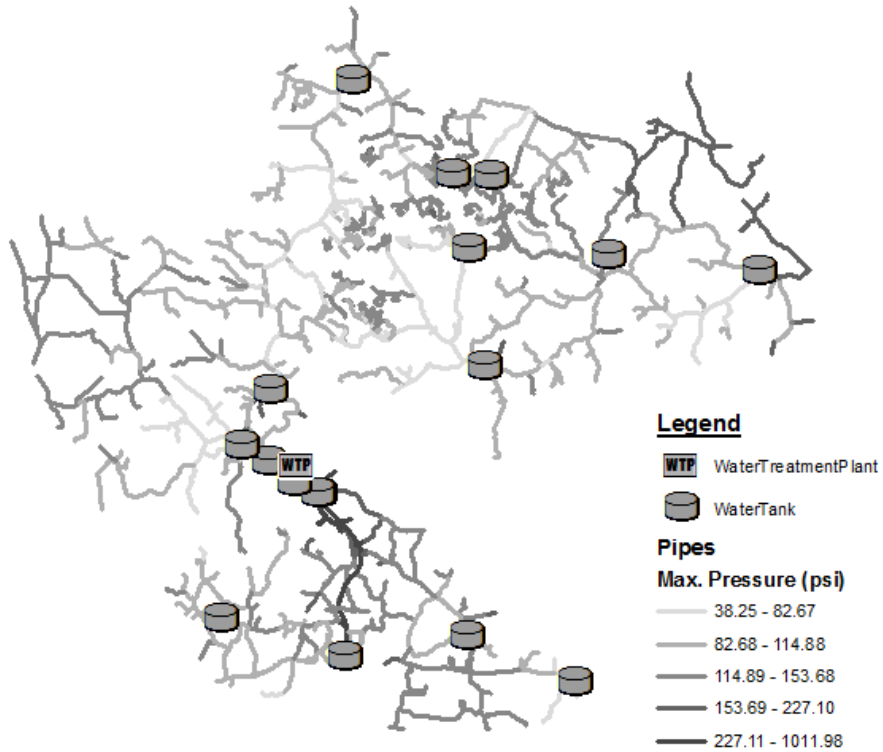 WTP
Legend
WTP WaterTreatmentPlant
WaterTank
Pipes
Max. Pressure (psi)
38.25 - 82.67
82.68 - 114.88
114.89 - 153.68
153.69 - 227.10
227.11 - 1011.98